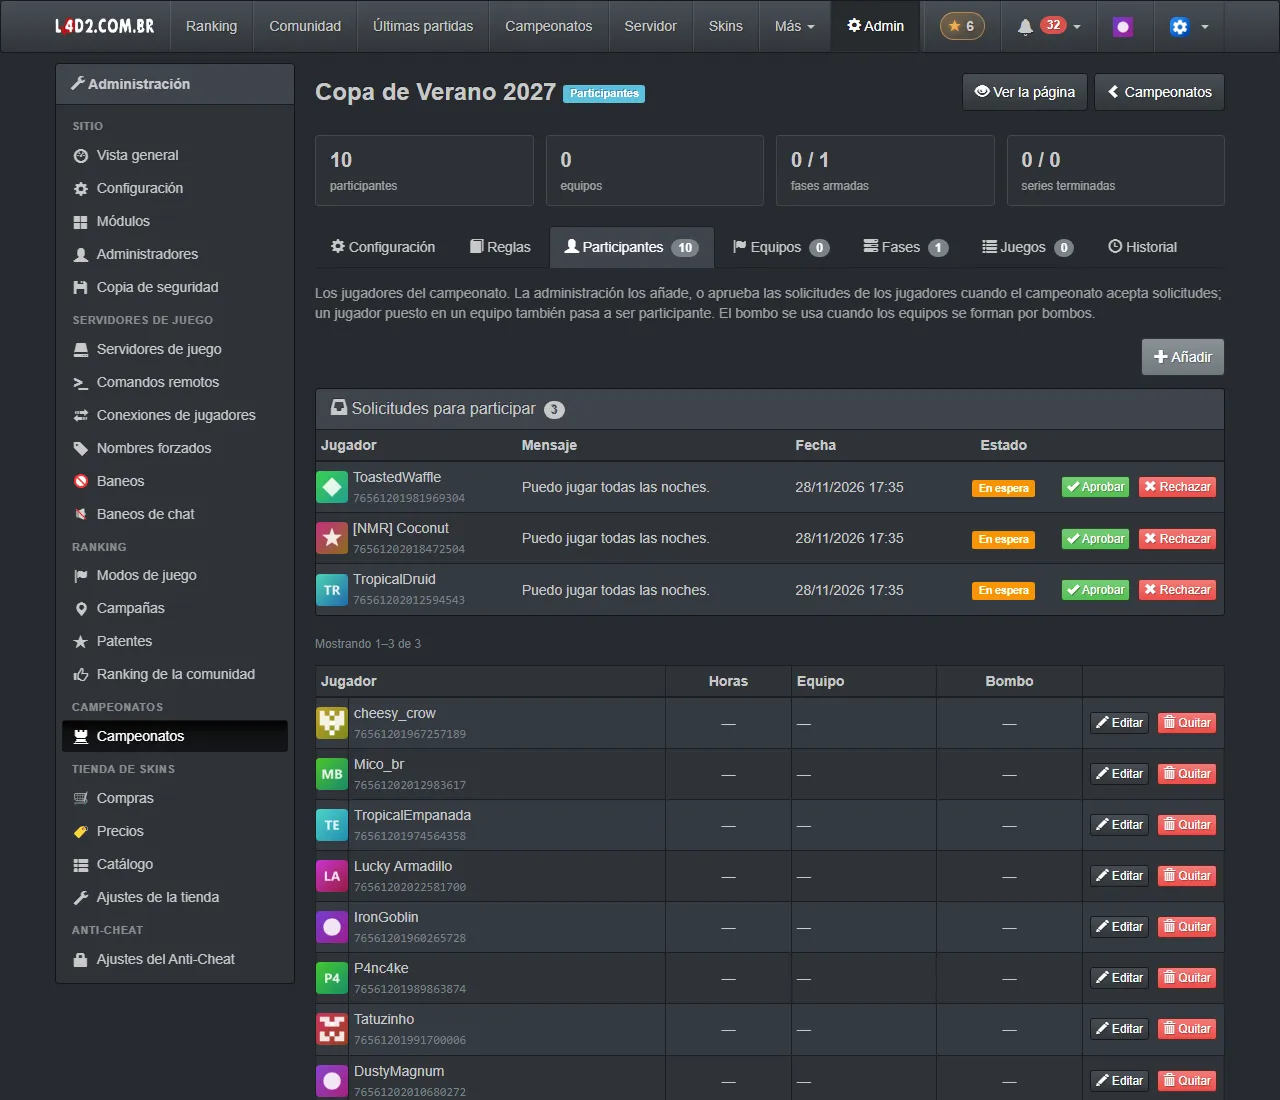 L4D2.COM.BR
Ranking
Comunidad
Últimas partidas
Campeonatos
Servidor
Skins
Más
Admin
6
32
Administración
SITIO
Vista general
Configuración
Módulos
Administradores
Copia de seguridad
SERVIDORES DE JUEGO
Servidores de juego
Comandos remotos
Conexiones de jugadores
Nombres forzados
Baneos
Baneos de chat
RANKING
Modos de juego
Campañas
Patentes
Ranking de la comunidad
CAMPEONATOS
Campeonatos
TIENDA DE SKINS
Compras
Precios
Catálogo
Ajustes de la tienda
ANTI-CHEAT
Ajustes del Anti-Cheat
Copa de Verano 2027 Participantes
Ver la página
Campeonatos
10
participantes
0
equipos
0 / 1
fases armadas
0 / 0
series terminadas
Configuración
Reglas
Participantes 10
Equipos 0
Fases 1
Juegos 0
Historial
Los jugadores del campeonato. La administración los añade, o aprueba las solicitudes de los jugadores cuando el campeonato acepta solicitudes;
un jugador puesto en un equipo también pasa a ser participante. El bombo se usa cuando los equipos se forman por bombos.
Añadir
Solicitudes para participar 3
Jugador Mensaje Fecha Estado
ToastedWaffle
76561201981969304
Puedo jugar todas las noches. 28/11/2026 17:35 En espera Aprobar Rechazar
[NMR] Coconut
76561202018472504
Puedo jugar todas las noches. 28/11/2026 17:35 En espera Aprobar Rechazar
TR
TropicalDruid
76561202012594543
Puedo jugar todas las noches. 28/11/2026 17:35 En espera Aprobar Rechazar
Mostrando 1–3 de 3
Jugador Horas Equipo Bombo
cheesy_crow
76561201967257189
— — — Editar Quitar
MB
Mico_br
76561202012983617
— — — Editar Quitar
TE
TropicalEmpanada
76561201974564358
— — — Editar Quitar
LA
Lucky Armadillo
76561202022581700
— — — Editar Quitar
IronGoblin
76561201960265728
— — — Editar Quitar
P4
P4nc4ke
76561201989863874
— — — Editar Quitar
Tatuzinho
76561201991700006
— — — Editar Quitar
DustyMagnum
76561202010680272
— — — Editar Quitar